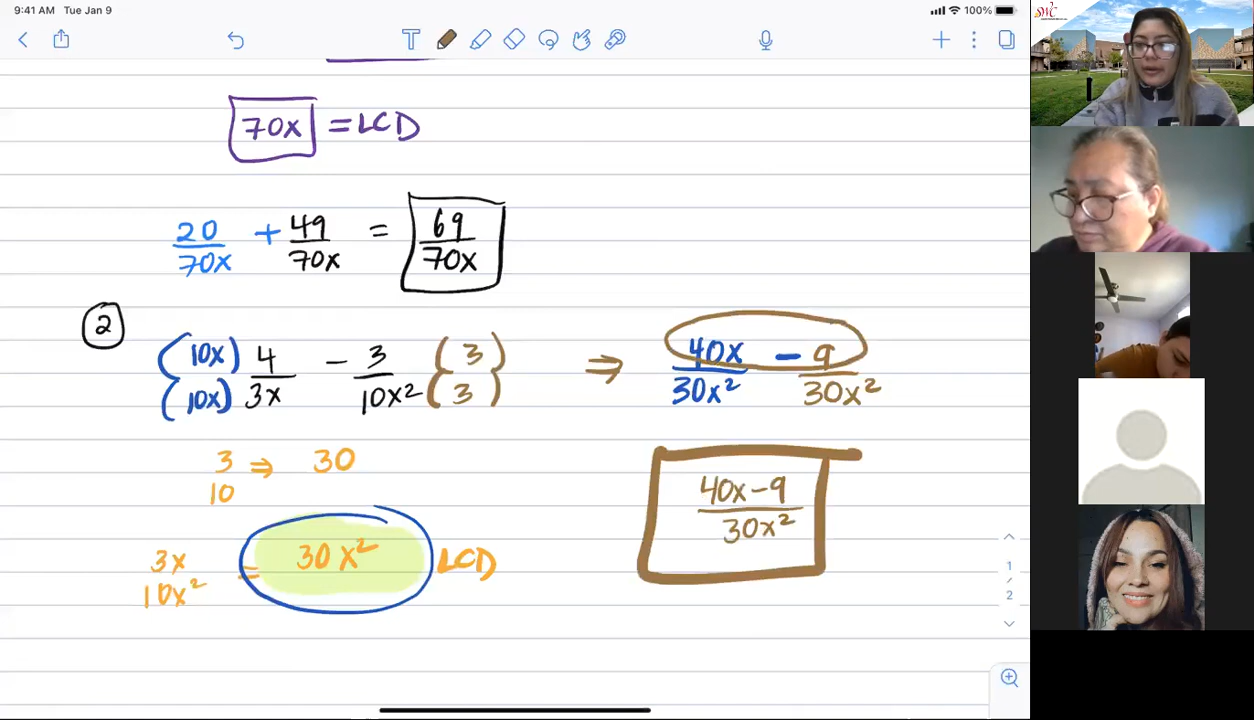 9:41 AM Tue Jan 9
100%
SWC
70x = LCD
20/70x + 49/70x = 69/70x
2
(10x/10x) 4/3x - 3/10x² (3/3) ⇒ 40x/30x² - 9/30x²
3
10 ⇒ 30
40x-9/30x²
3x
10x² = 30x² LCD
1
/
2